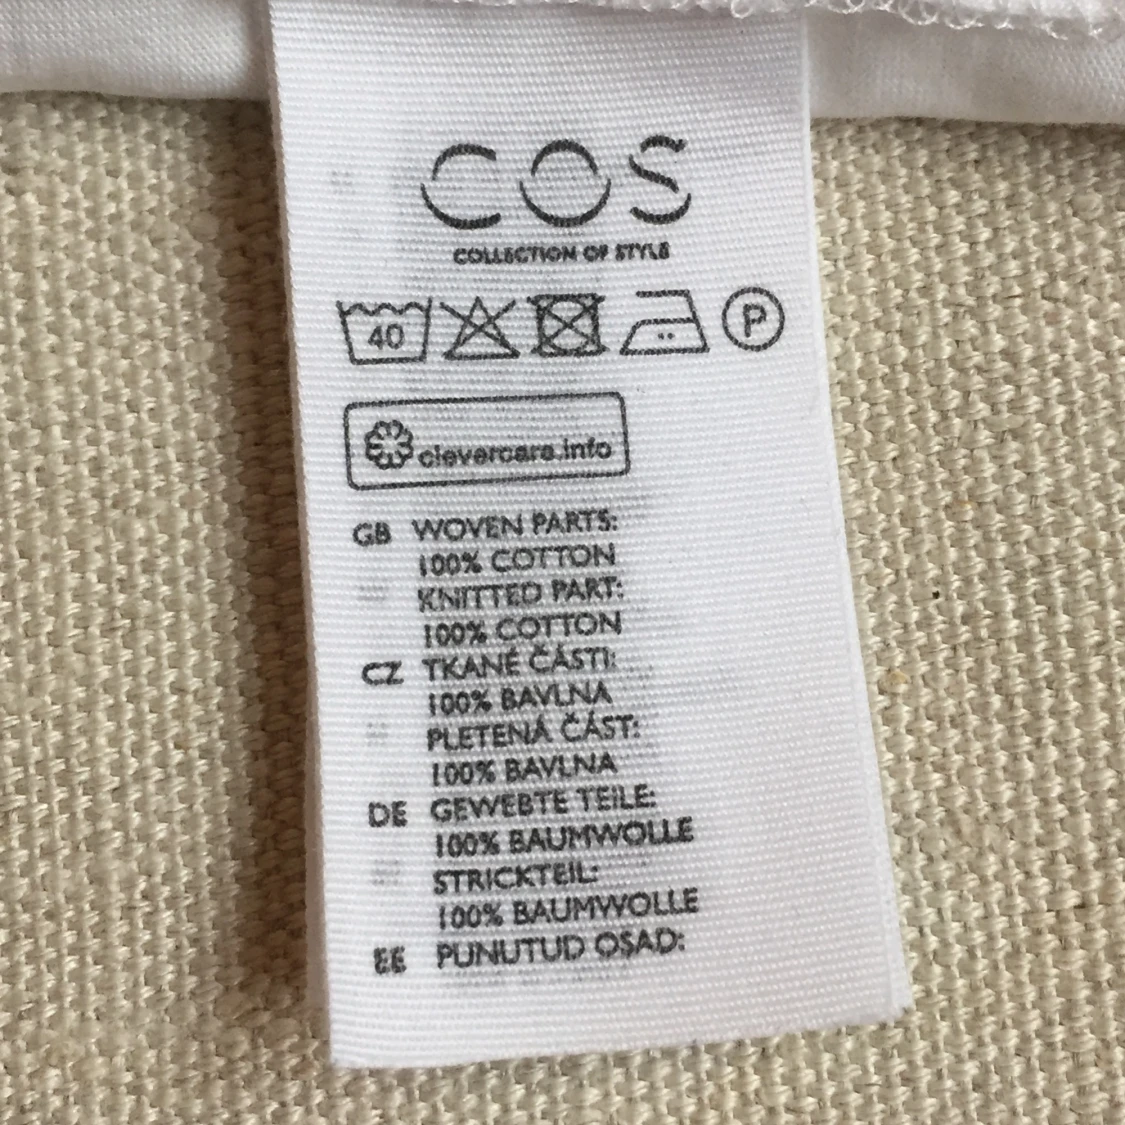 COS
COLLECTION OF STYLE
40 P
clevercare.info
GB WOVEN PARTS:
100% COTTON
KNITTED PART:
100% COTTON
CZ TKANÉ ČÁSTI:
100% BAVLNA
PLETENÁ ČÁST:
100% BAVLNA
DE GEWEBTE TEILE:
100% BAUMWOLLE
STRICKTEIL:
100% BAUMWOLLE
EE PUNUTUD OSAD: